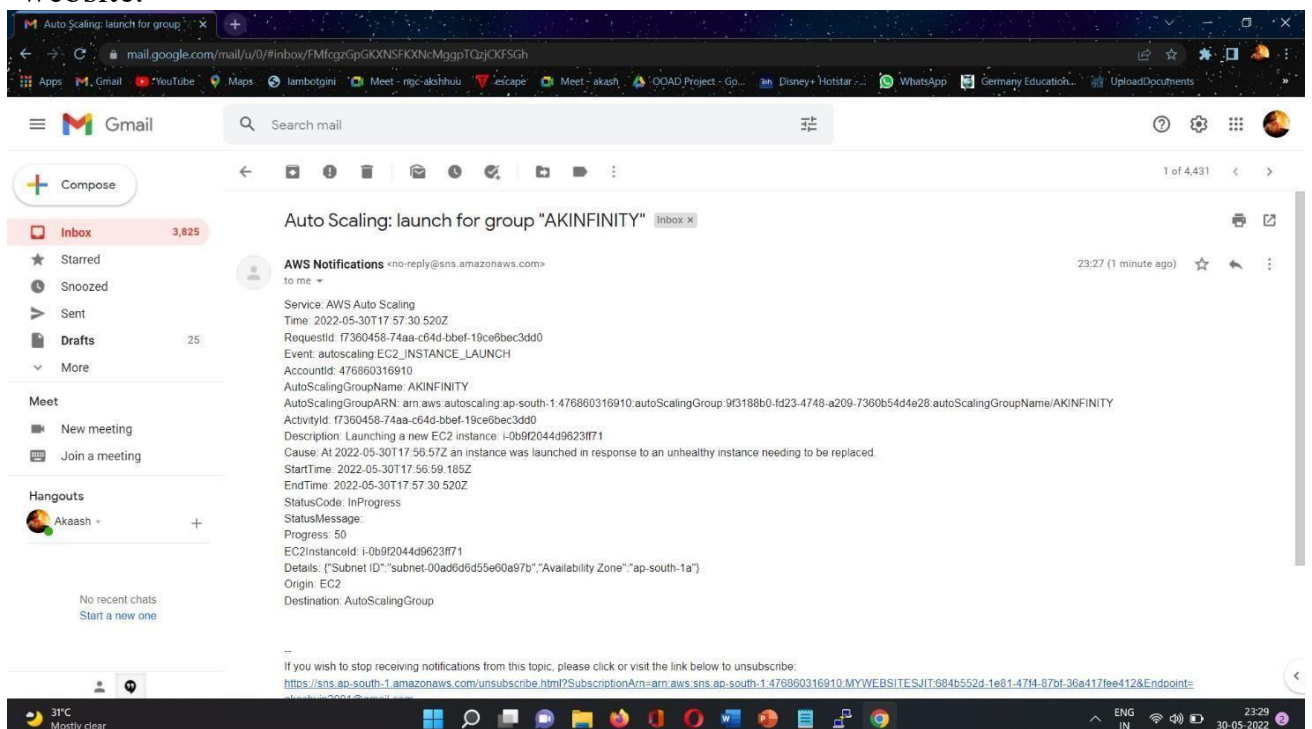 Auto Scaling: launch for group "
mail.google.com/mail/u/0/#inbox/FMfcgzGpGKXNSFKXNcMggpTQzjCKFSGh
Apps Gmail YouTube Maps lambotgini Meet - mgc-akshhuiu escape Meet - akash OOAD Project - Go... Disney+ Hotstar - ... WhatsApp Germany Education... UploadDocuments
Gmail
Search mail
Compose
1 of 4,431
Auto Scaling: launch for group "AKINFINITY" Inbox x
Inbox 3,825
Starred
Snoozed
Sent
Drafts 25
More
AWS Notifications <no-reply@sns.amazonaws.com>
23:27 (1 minute ago)
to me
Service: AWS Auto Scaling
Time: 2022-05-30T17:57:30.520Z
RequestId: f7360458-74aa-c64d-bbef-19ce6bec3dd0
Event: autoscaling:EC2_INSTANCE_LAUNCH
AccountId: 476860316910
AutoScalingGroupName: AKINFINITY
AutoScalingGroupARN: arn:aws:autoscaling:ap-south-1:476860316910:autoScalingGroup:9f3188b0-fd23-4748-a209-7360b54d4e28:autoScalingGroupName/AKINFINITY
ActivityId: f7360458-74aa-c64d-bbef-19ce6bec3dd0
Description: Launching a new EC2 instance: i-0b9f2044d9623ff71
Cause: At 2022-05-30T17:56:57Z an instance was launched in response to an unhealthy instance needing to be replaced.
StartTime: 2022-05-30T17:56:59.185Z
EndTime: 2022-05-30T17:57:30.520Z
StatusCode: InProgress
StatusMessage:
Progress: 50
EC2InstanceId: i-0b9f2044d9623ff71
Details: {"Subnet ID":"subnet-00ad6d6d55e60a97b","Availability Zone":"ap-south-1a"}
Origin: EC2
Destination: AutoScalingGroup
Meet
New meeting
Join a meeting
Hangouts
Akaash
No recent chats
Start a new one
--
If you wish to stop receiving notifications from this topic, please click or visit the link below to unsubscribe:
https://sns.ap-south-1.amazonaws.com/unsubscribe.html?SubscriptionArn=arn:aws:sns:ap-south-1:476860316910:MYWEBSITESJIT:684b552d-1e81-47f4-87bf-36a417fee412&Endpoint=
31°C
Mostly clear
ENG
IN
23:29
30-05-2022
2